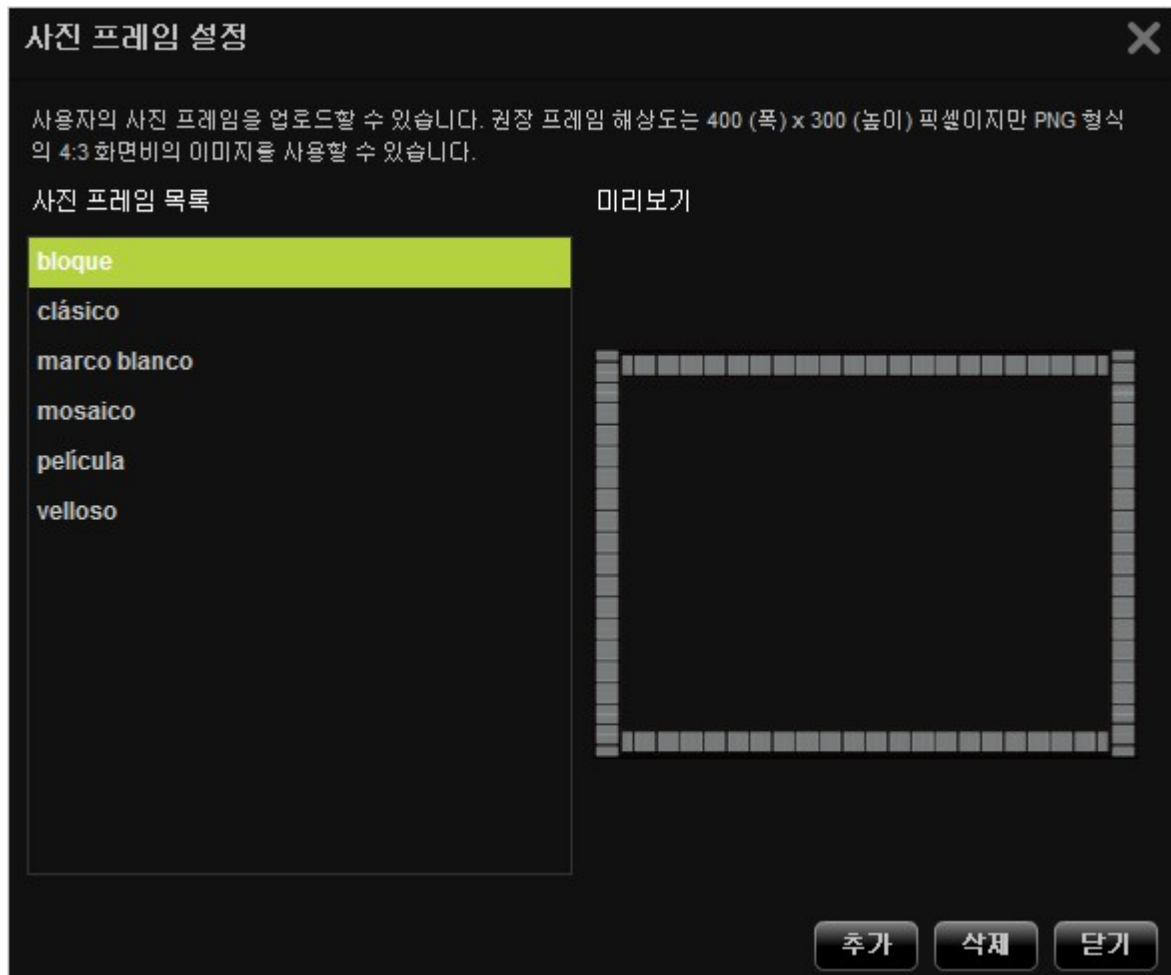 사진 프레임 설정
사용자의 사진 프레임을 업로드할 수 있습니다. 권장 프레임 해상도는 400 (폭) x 300 (높이) 픽셀이지만 PNG 형식
의 4:3 화면비의 이미지를 사용할 수 있습니다.
사진 프레임 목록
미리보기
bloque
clásico
marco blanco
mosaico
película
velloso
추가
삭제
닫기